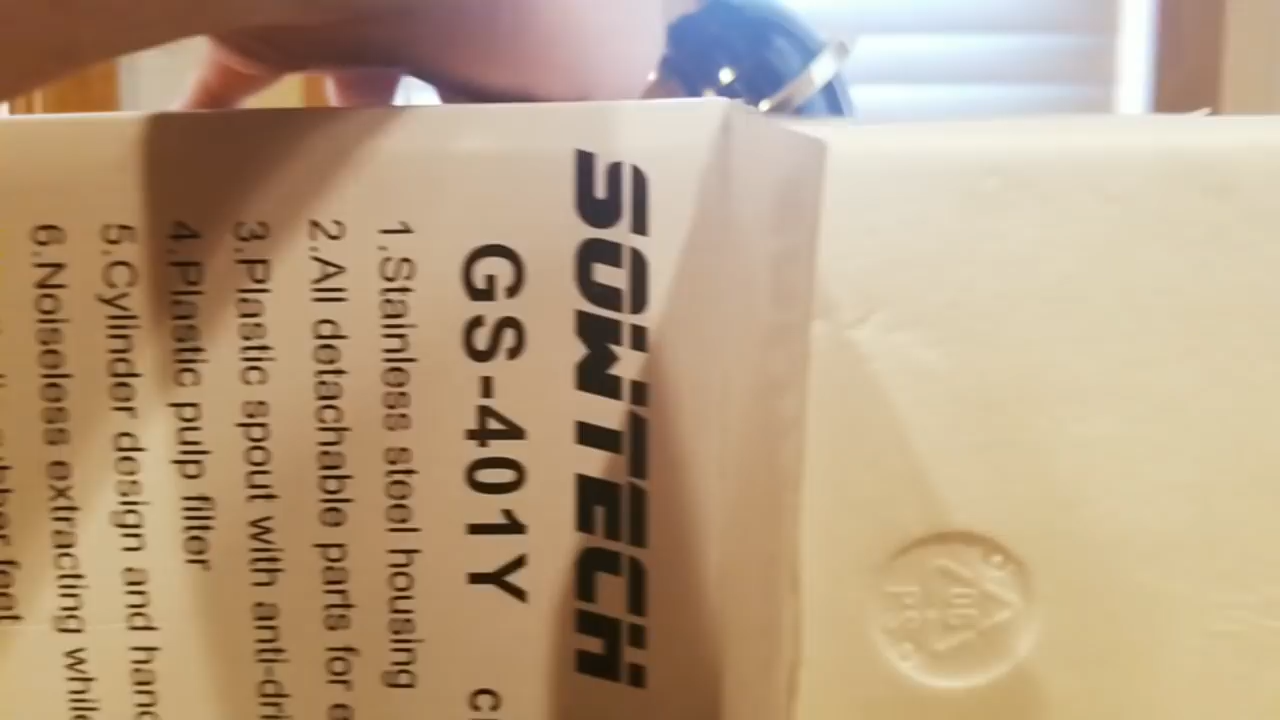 SOWTECH
GS-401Y
1.Stainless steel housing
2.All detachable parts for
3.Plastic spout with
4.Plastic pulp filter
5.Cylinder design and
6.Noiseless extracting
feet